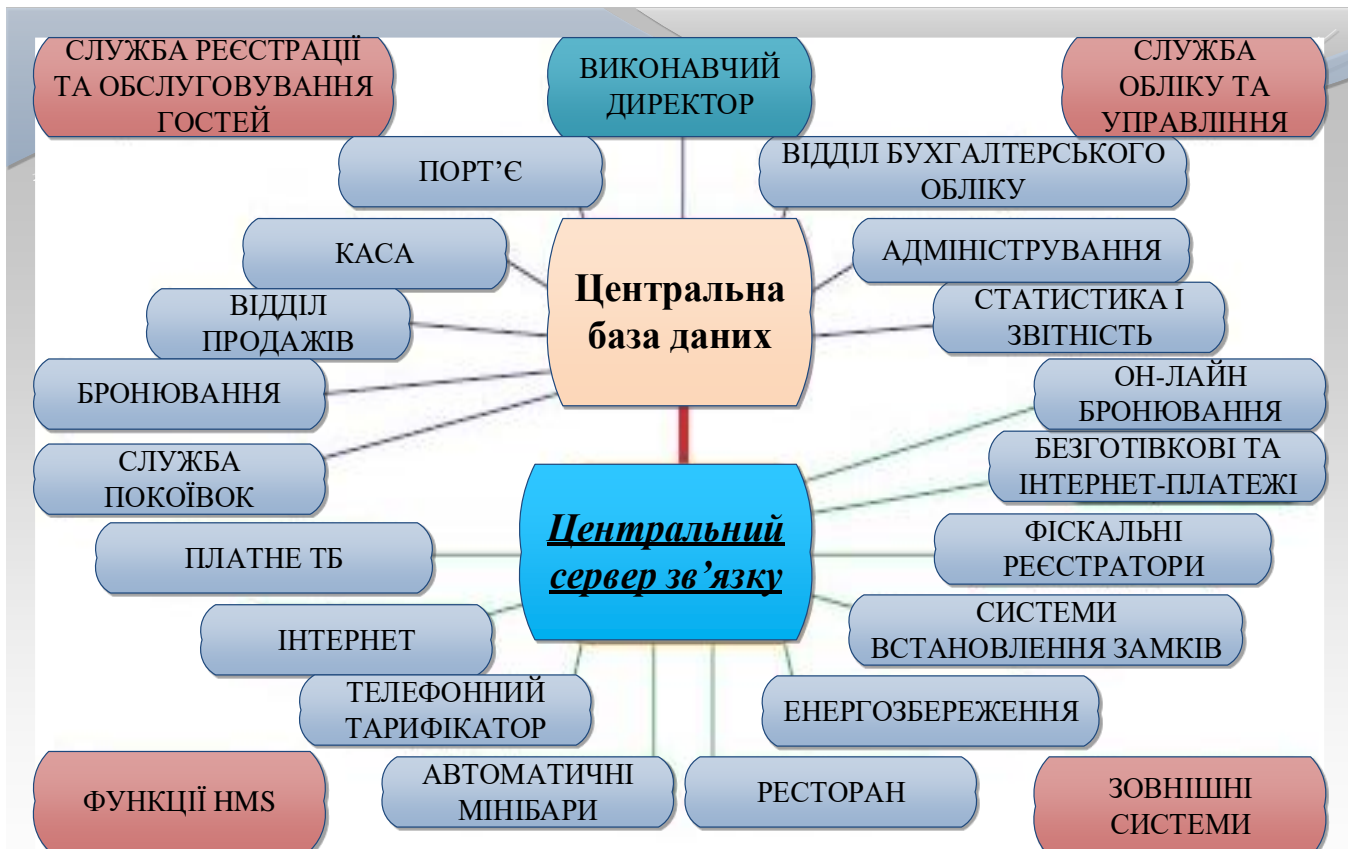 СЛУЖБА РЕЄСТРАЦІЇ
ТА ОБСЛУГОВУВАННЯ
ГОСТЕЙ
ВИКОНАВЧИЙ
ДИРЕКТОР
СЛУЖБА
ОБЛІКУ ТА
УПРАВЛІННЯ
ПОРТ’Є
ВІДДІЛ БУХГАЛТЕРСЬКОГО
ОБЛІКУ
КАСА
АДМІНІСТРУВАННЯ
Центральна
база даних
ВІДДІЛ
ПРОДАЖІВ
СТАТИСТИКА І
ЗВІТНІСТЬ
БРОНЮВАННЯ
ОН-ЛАЙН
БРОНЮВАННЯ
СЛУЖБА
ПОКОЇВОК
БЕЗГОТІВКОВІ ТА
ІНТЕРНЕТ-ПЛАТЕЖІ
Центральний
сервер зв’язку
ПЛАТНЕ ТБ
ФІСКАЛЬНІ
РЕЄСТРАТОРИ
ІНТЕРНЕТ
СИСТЕМИ
ВСТАНОВЛЕННЯ ЗАМКІВ
ТЕЛЕФОННИЙ
ТАРИФІКАТОР
ЕНЕРГОЗБЕРЕЖЕННЯ
ФУНКЦІЇ HMS
АВТОМАТИЧНІ
МІНІБАРИ
РЕСТОРАН
ЗОВНІШНІ
СИСТЕМИ